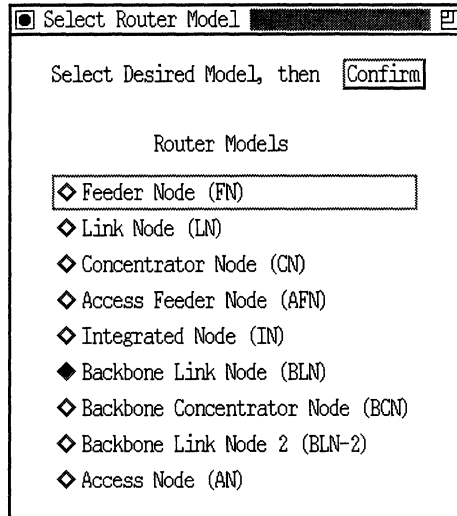 Select Router Model
Select Desired Model, then Confirm
Router Models
Feeder Node (FN)
Link Node (LN)
Concentrator Node (CN)
Access Feeder Node (AFN)
Integrated Node (IN)
Backbone Link Node (BLN)
Backbone Concentrator Node (BCN)
Backbone Link Node 2 (BLN-2)
Access Node (AN)